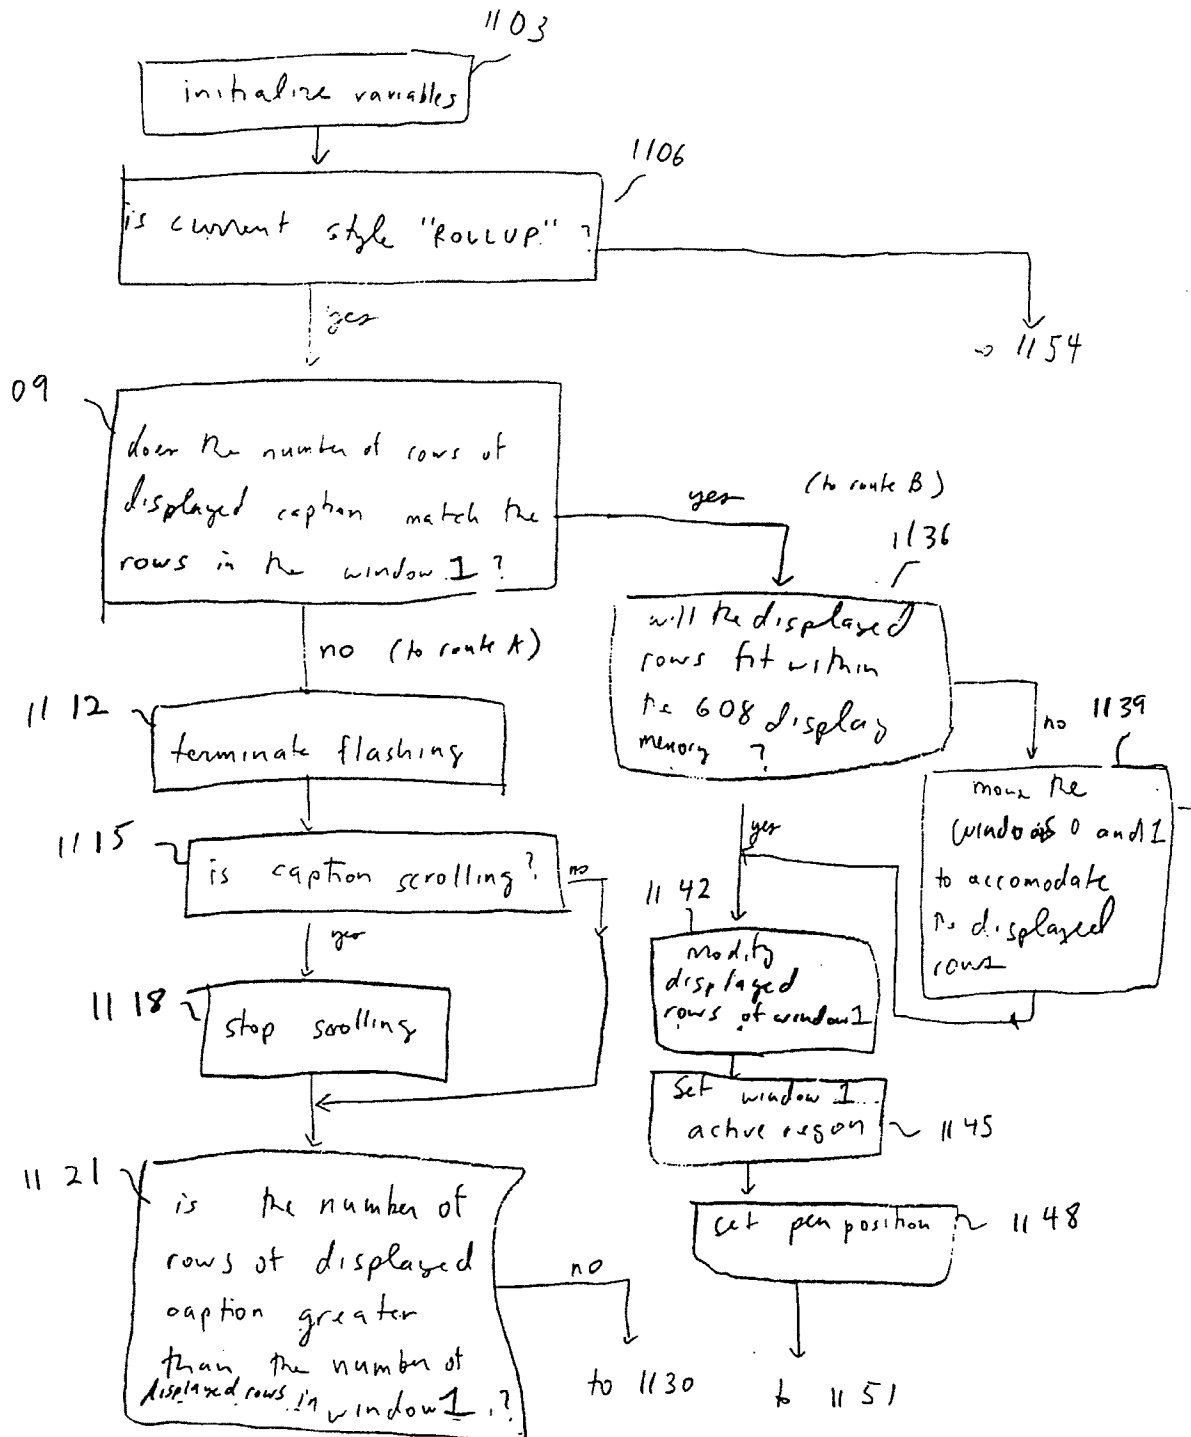 1103
initialize variables
1106
is current style "ROLLUP" ?
yes
→ 1154
09
does the number of rows of
displayed caption match the
rows in the window 1 ?
yes (to route B)
no (to route A)
1136
will the displayed
rows fit within
the 608 display
memory ?
no
1139
move the
windows 0 and 1
to accomodate
the displayed
rows
yes
1112
terminate flashing
1115
is caption scrolling?
no
yes
1118
stop scrolling
1142
modify
displayed
rows of window 1
set window 1
active region
1145
set pen position
1148
to 1151
1121
is the number of
rows of displayed
caption greater
than the number of
displayed rows in
window 1 ?
no
to 1130